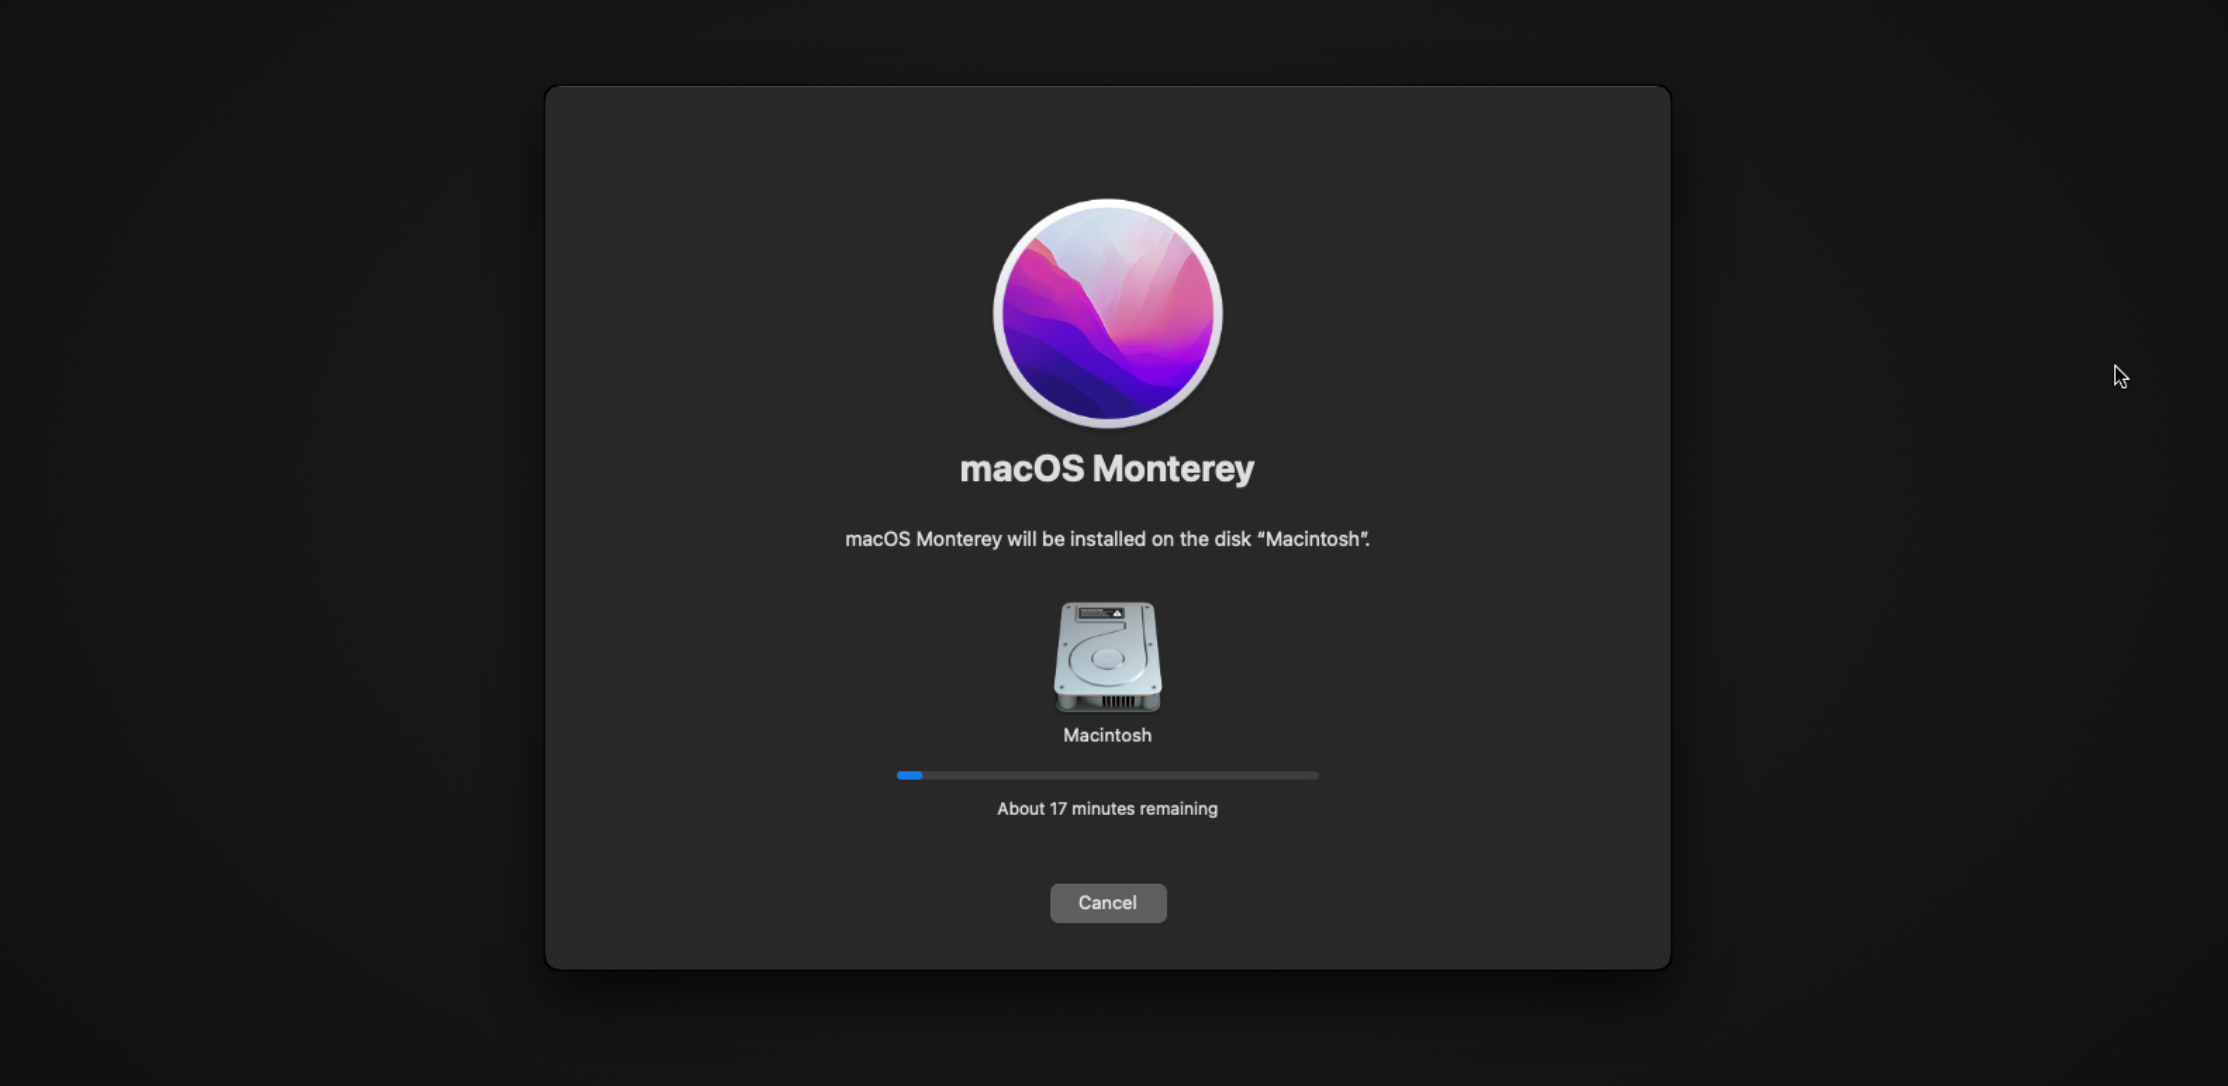 macOS Monterey
macOS Monterey will be installed on the disk “Macintosh”.
Macintosh
About 17 minutes remaining
Cancel